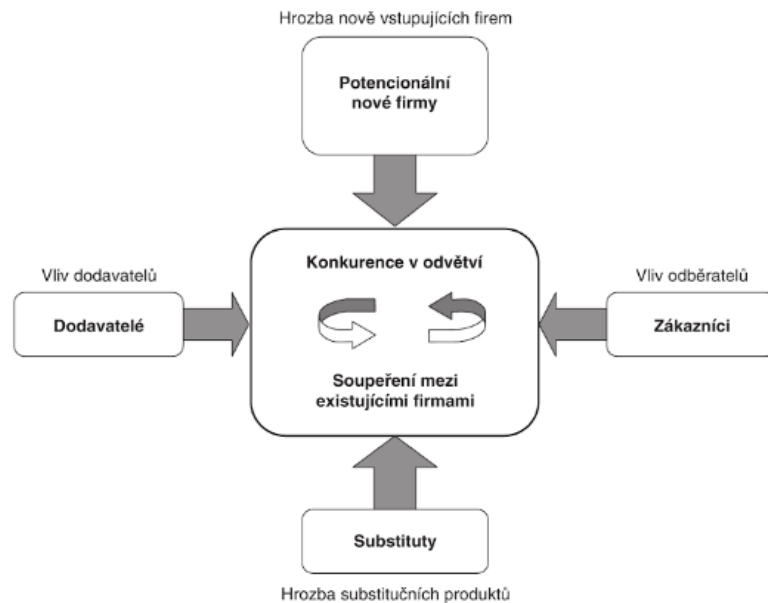 Hrozba nově vstupujících firem
Potencionální
nové firmy
Konkurence v odvětví
Vliv dodavatelů
Dodavatelé
Vliv odběratelů
Zákazníci
Soupeření mezi
existujícími firmami
Substituty
Hrozba substitučních produktů